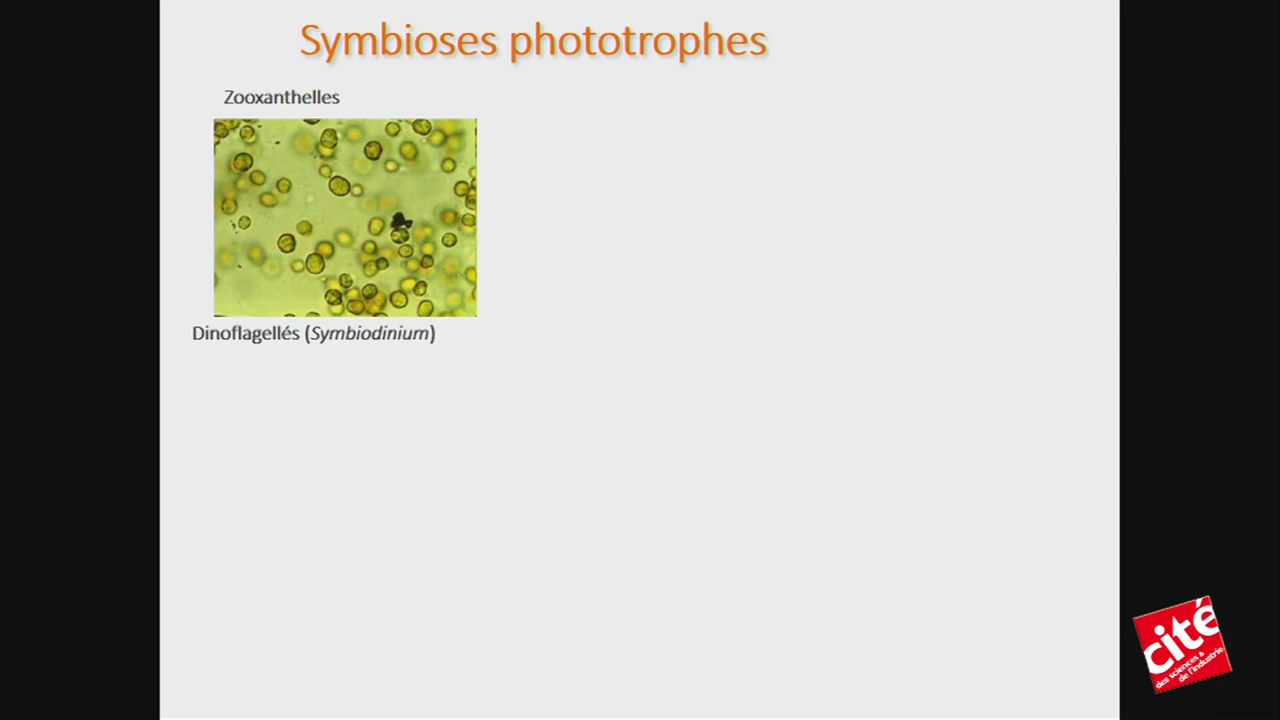 Symbioses phototrophes
Zooxanthelles
Dinoflagellés (Symbiodinium)
cité
des sciences &
de l'industrie